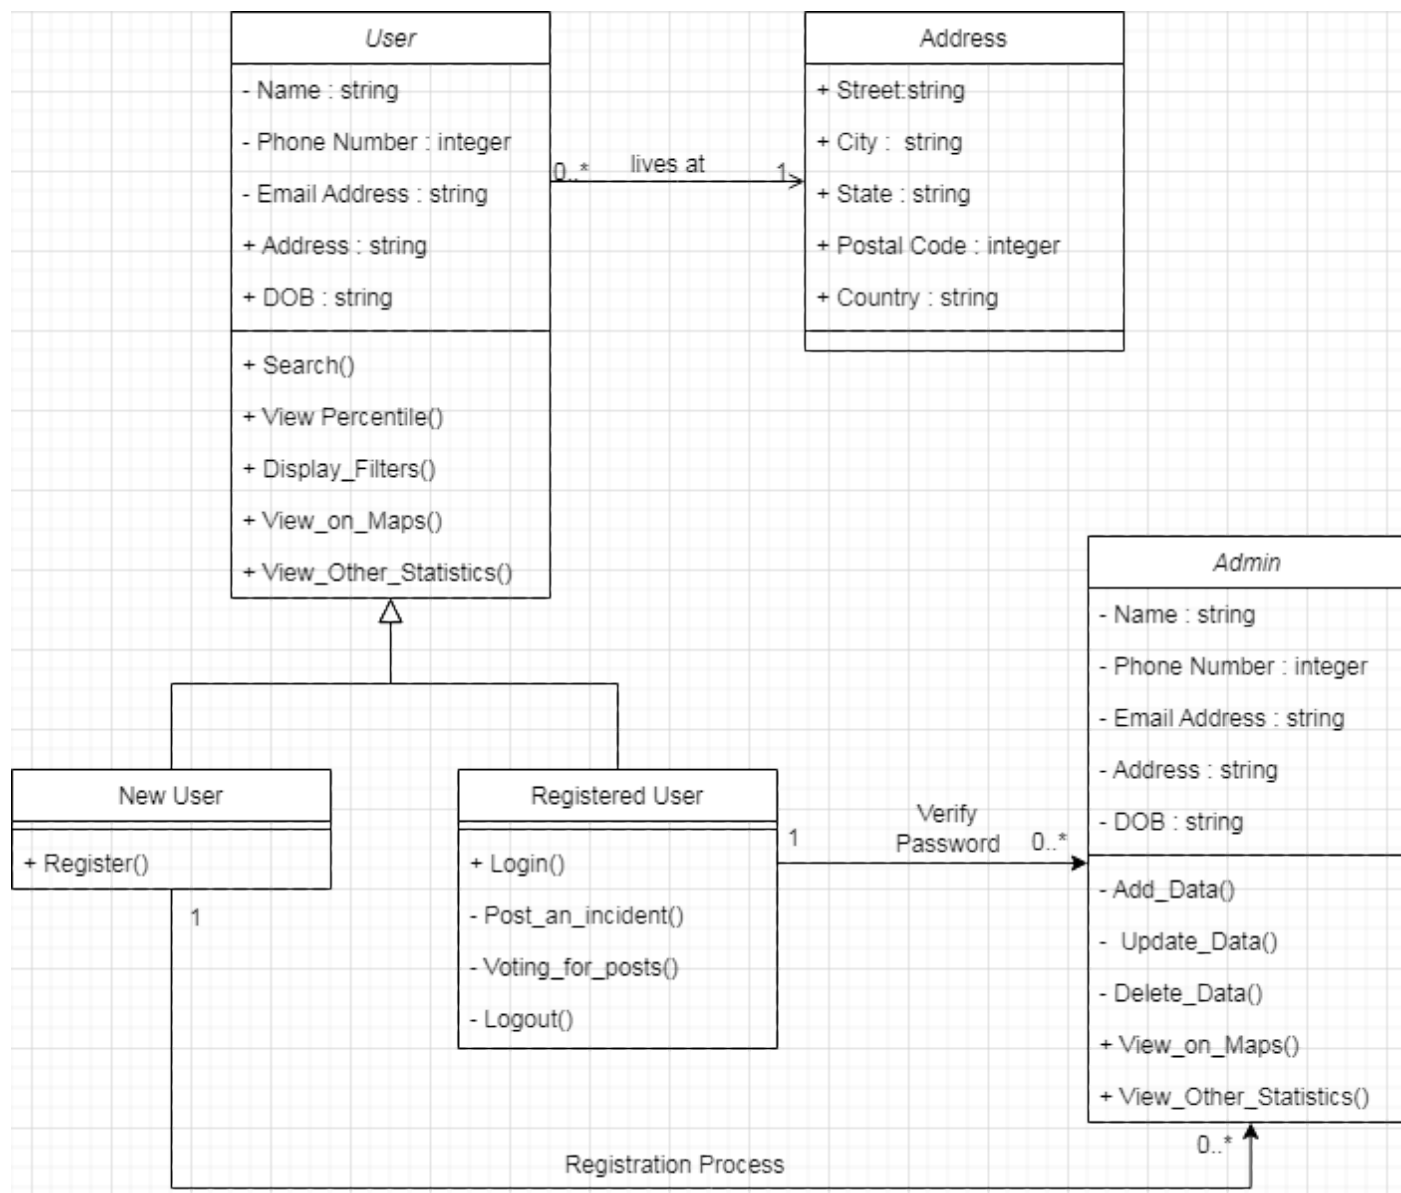 User
- Name : string
- Phone Number : integer
- Email Address : string
+ Address : string
+ DOB : string
+ Search()
+ View Percentile()
+ Display_Filters()
+ View_on_Maps()
+ View_Other_Statistics()
0..*
lives at
1
Address
+ Street:string
+ City :  string
+ State : string
+ Postal Code : integer
+ Country : string
New User
+ Register()
1
Registered User
+ Login()
- Post_an_incident()
- Voting_for_posts()
- Logout()
1
Verify
Password
0..*
Admin
- Name : string
- Phone Number : integer
- Email Address : string
- Address : string
- DOB : string
- Add_Data()
-  Update_Data()
- Delete_Data()
+ View_on_Maps()
+ View_Other_Statistics()
0..*
Registration Process